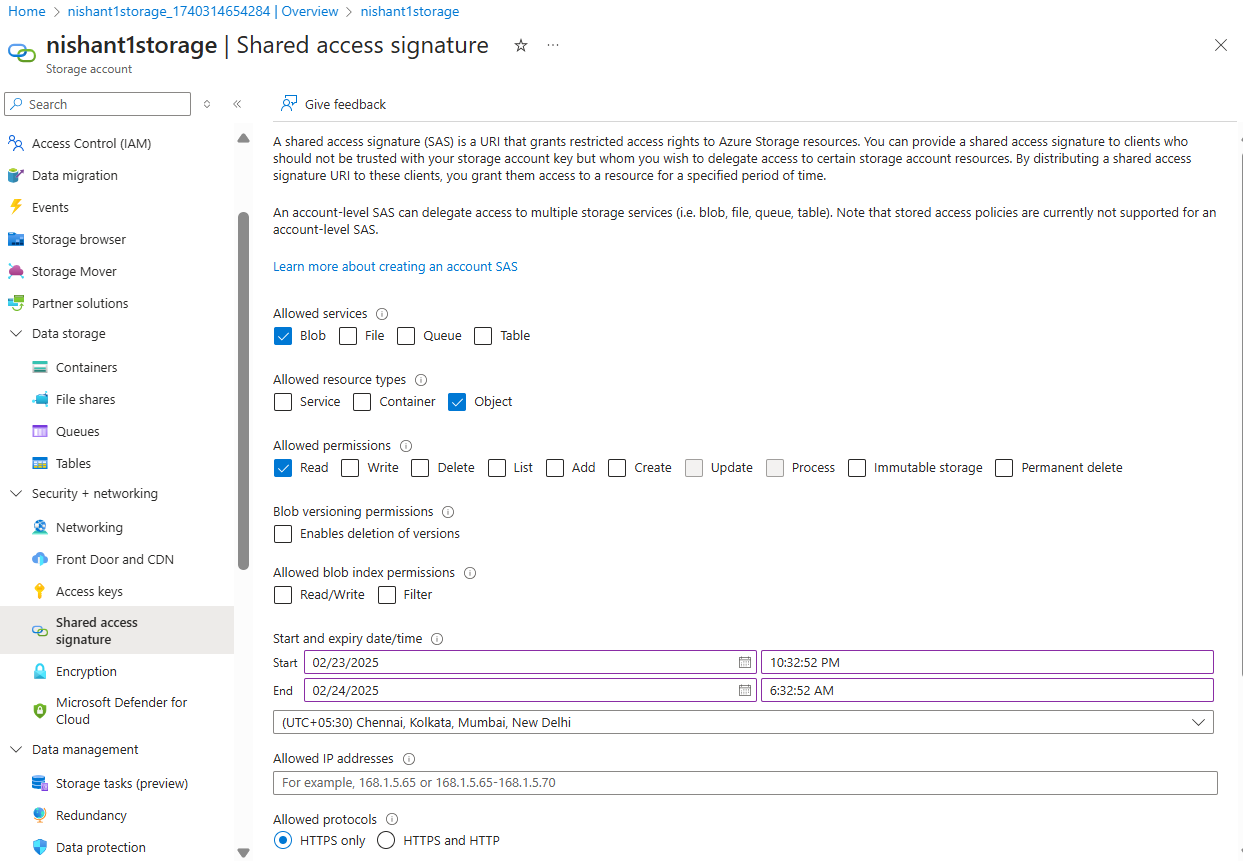 Home > nishant1storage_1740314654284 | Overview > nishant1storage
nishant1storage | Shared access signature ☆ ...
Storage account
Search
Access Control (IAM)
Data migration
Events
Storage browser
Storage Mover
Partner solutions
Data storage
Containers
File shares
Queues
Tables
Security + networking
Networking
Front Door and CDN
Access keys
Shared access
signature
Encryption
Microsoft Defender for
Cloud
Data management
Storage tasks (preview)
Redundancy
Data protection
Give feedback
A shared access signature (SAS) is a URI that grants restricted access rights to Azure Storage resources. You can provide a shared access signature to clients who
should not be trusted with your storage account key but whom you wish to delegate access to certain storage account resources. By distributing a shared access
signature URI to these clients, you grant them access to a resource for a specified period of time.
An account-level SAS can delegate access to multiple storage services (i.e. blob, file, queue, table). Note that stored access policies are currently not supported for an
account-level SAS.
Learn more about creating an account SAS
Allowed services
Blob File Queue Table
Allowed resource types
Service Container Object
Allowed permissions
Read Write Delete List Add Create Update Process Immutable storage Permanent delete
Blob versioning permissions
Enables deletion of versions
Allowed blob index permissions
Read/Write Filter
Start and expiry date/time
Start 02/23/2025 10:32:52 PM
End 02/24/2025 6:32:52 AM
(UTC+05:30) Chennai, Kolkata, Mumbai, New Delhi
Allowed IP addresses
For example, 168.1.5.65 or 168.1.5.65-168.1.5.70
Allowed protocols
HTTPS only HTTPS and HTTP